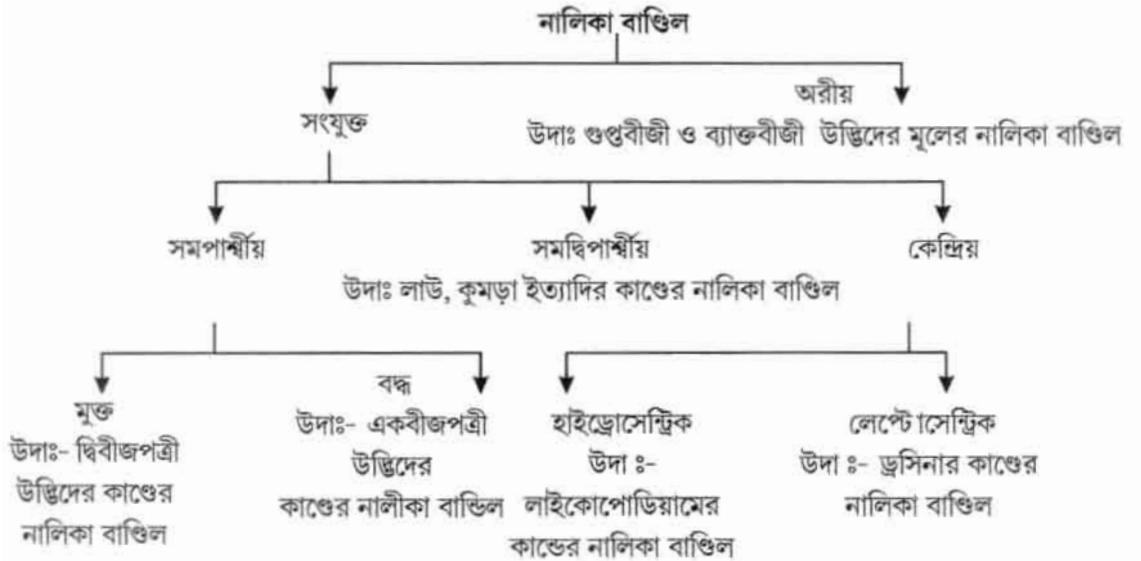 নালিকা বাণ্ডিল
সংযুক্ত
অরীয়
উদাঃ গুপ্তবীজী ও ব্যাক্তবীজী উদ্ভিদের মূলের নালিকা বাণ্ডিল
সমপার্শ্বীয়
সমদ্বিপার্শ্বীয়
উদাঃ লাউ, কুমড়া ইত্যাদির কাণ্ডের নালিকা বাণ্ডিল
কেন্দ্রিয়
মুক্ত
উদাঃ- দ্বিবীজপত্রী
উদ্ভিদের কাণ্ডের
নালিকা বাণ্ডিল
বদ্ধ
উদাঃ- একবীজপত্রী
উদ্ভিদের
কাণ্ডের নালীকা বান্ডিল
হাইড্রোসেন্ট্রিক
উদা ঃ-
লাইকোপোডিয়ামের
কান্ডের নালিকা বাণ্ডিল
লেপ্টোসেন্ট্রিক
উদা ঃ- ড্রসিনার কাণ্ডের
নালিকা বাণ্ডিল